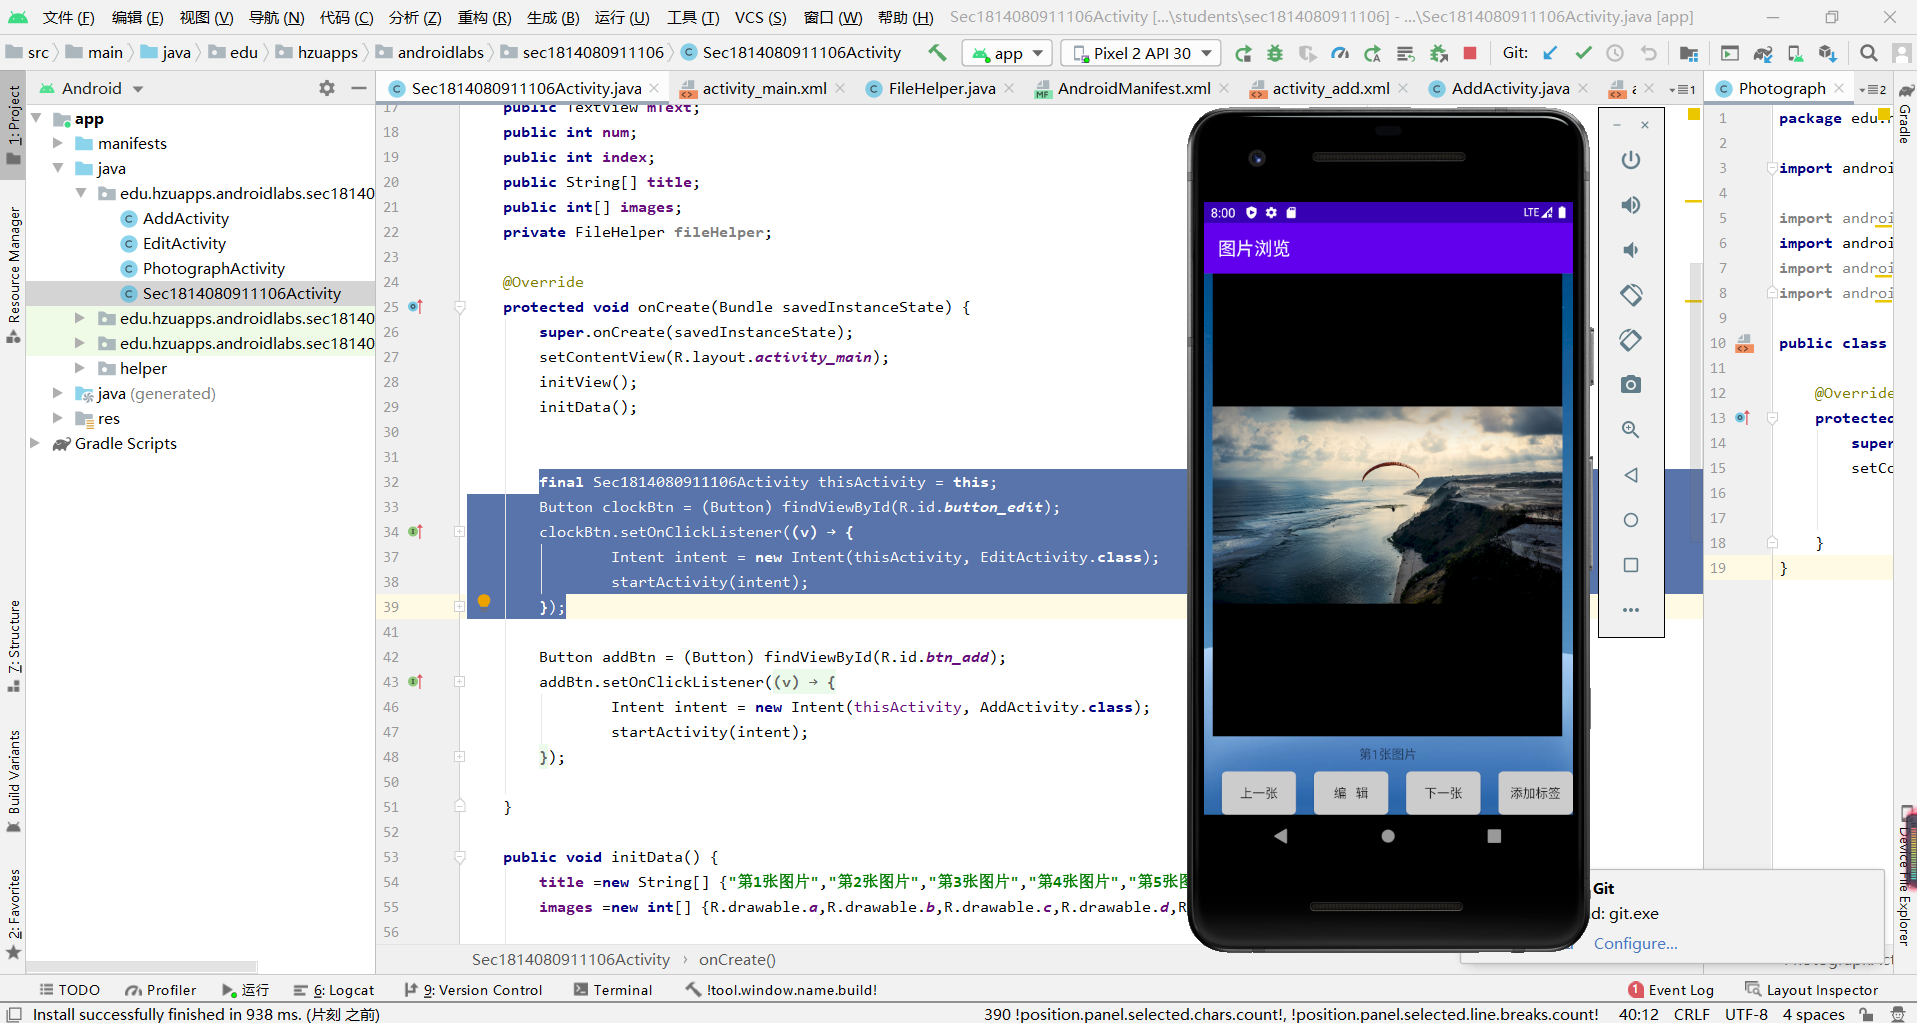 文件 (F) 编辑 (E) 视图 (V) 导航 (N) 代码 (C) 分析 (Z) 重构 (R) 生成 (B) 运行 (U) 工具 (T) VCS (S) 窗口 (W) 帮助 (H) Sec1814080911106Activity [...\students\sec1814080911106] - ...\Sec1814080911106Activity.java [app]
src main java edu hzuapps androidlabs sec1814080911106 Sec1814080911106Activity app Pixel 2 API 30 Git:
Android
Sec1814080911106Activity.java activity_main.xml FileHelper.java AndroidManifest.xml activity_add.xml AddActivity.java a 1 Photograph 2
1: Project
Resource Manager
7: Structure
Build Variants
2: Favorites
app
manifests
java
edu.hzuapps.androidlabs.sec18140
AddActivity
EditActivity
PhotographActivity
Sec1814080911106Activity
edu.hzuapps.androidlabs.sec18140
edu.hzuapps.androidlabs.sec18140
helper
java (generated)
res
Gradle Scripts
17 public TextView mText;
18 public int num;
19 public int index;
20 public String[] title;
21 public int[] images;
22 private FileHelper fileHelper;
23
24 @Override
25 protected void onCreate(Bundle savedInstanceState) {
26 super.onCreate(savedInstanceState);
27 setContentView(R.layout.activity_main);
28 initView();
29 initData();
30
31
32 final Sec1814080911106Activity thisActivity = this;
33 Button clockBtn = (Button) findViewById(R.id.button_edit);
34 clockBtn.setOnClickListener((v) → {
37 Intent intent = new Intent(thisActivity, EditActivity.class);
38 startActivity(intent);
39 });
41
42 Button addBtn = (Button) findViewById(R.id.btn_add);
43 addBtn.setOnClickListener((v) → {
46 Intent intent = new Intent(thisActivity, AddActivity.class);
47 startActivity(intent);
48 });
50
51 }
52
53 public void initData() {
54 title =new String[] {"第1张图片","第2张图片","第3张图片","第4张图片","第5张图
55 images =new int[] {R.drawable.a,R.drawable.b,R.drawable.c,R.drawable.d,R
56
Sec1814080911106Activity › onCreate()
8:00 LTE
图片浏览
第1张图片
上一张 编 辑 下一张 添加标签
1 package edu.h
2
3 import androi
4
5 import androi
6 import androi
7 import androi
8 import androi
9
10 public class
11
12 @Override
13 protected
14 super
15 setCo
16
17
18 }
19 }
Gradle
Device File Explorer
Git
d: git.exe
Configure...
TODO Profiler 运行 6: Logcat 9: Version Control Terminal !tool.window.name.build! 1 Event Log Layout Inspector
Install successfully finished in 938 ms. (片刻 之前) 390 !position.panel.selected.chars.count!, !position.panel.selected.line.breaks.count! 40:12 CRLF UTF-8 4 spaces